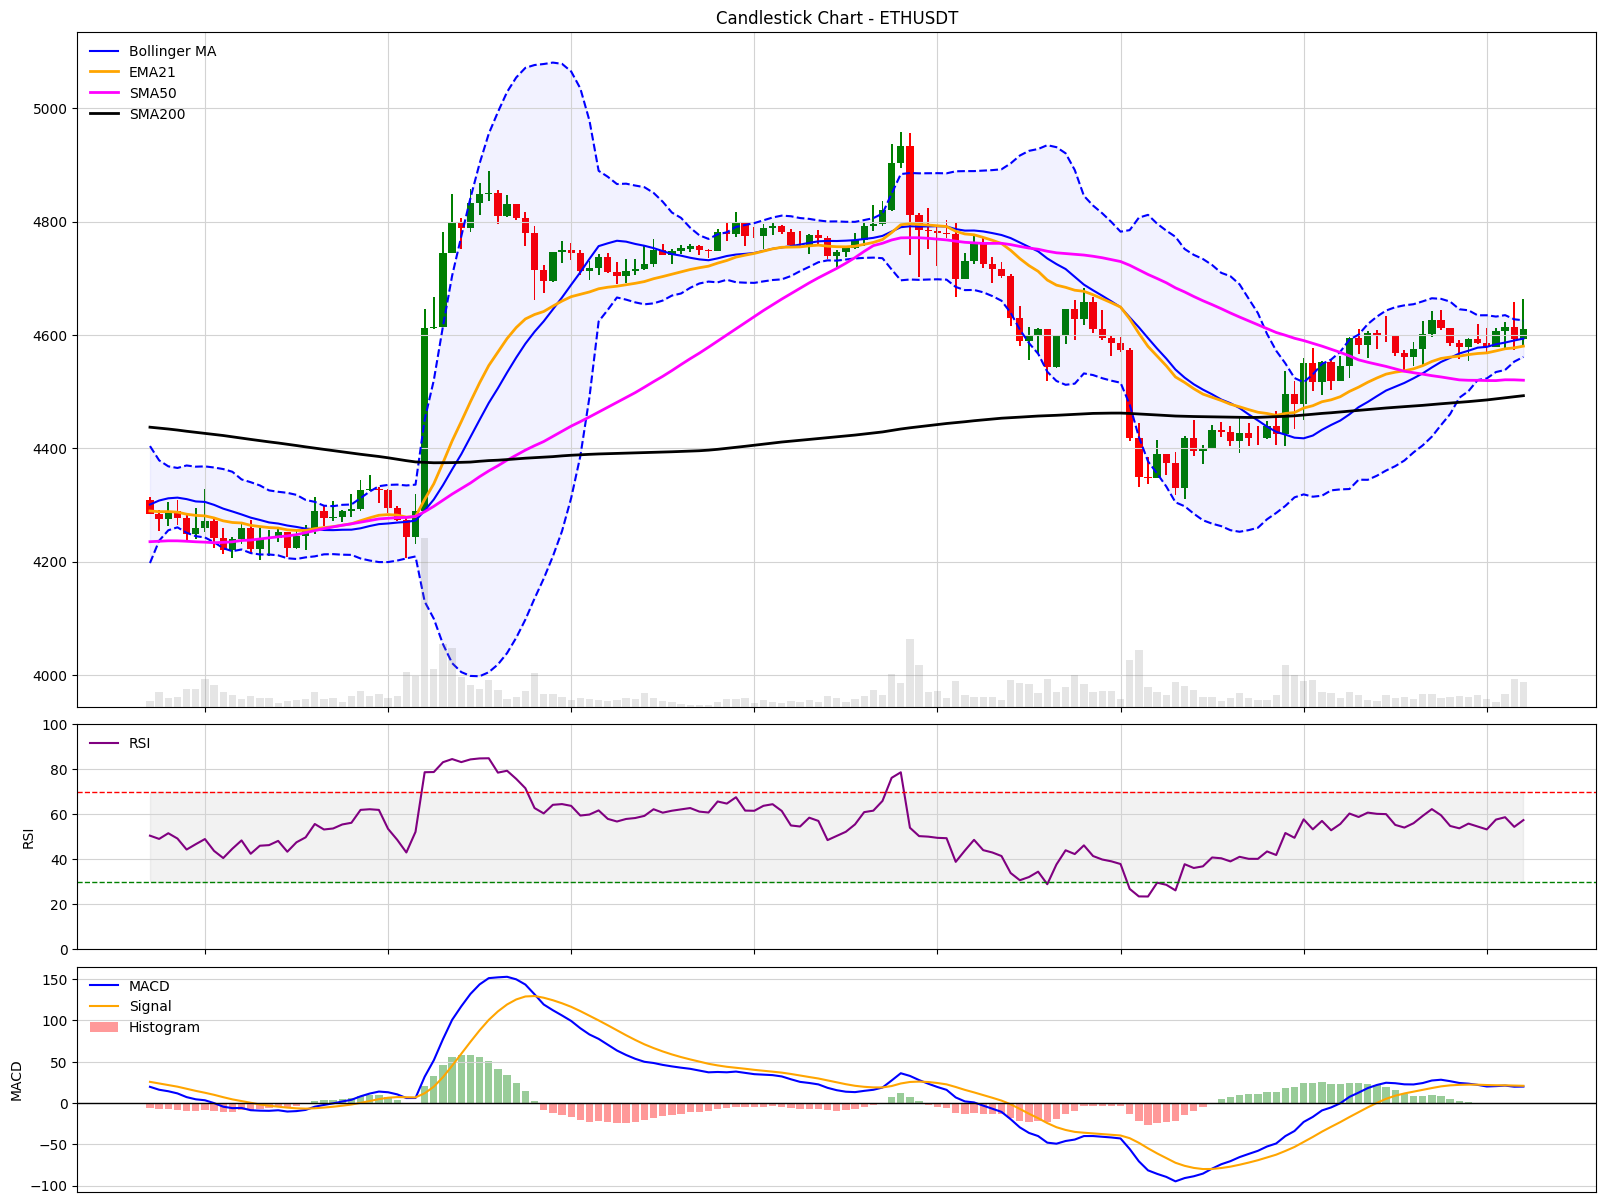 Candlestick Chart - ETHUSDT
Bollinger MA
EMA21
SMA50
SMA200
5000
4800
4600
4400
4200
4000
RSI
RSI
100
80
60
40
20
0
MACD
Signal
Histogram
MACD
150
100
50
0
−50
−100